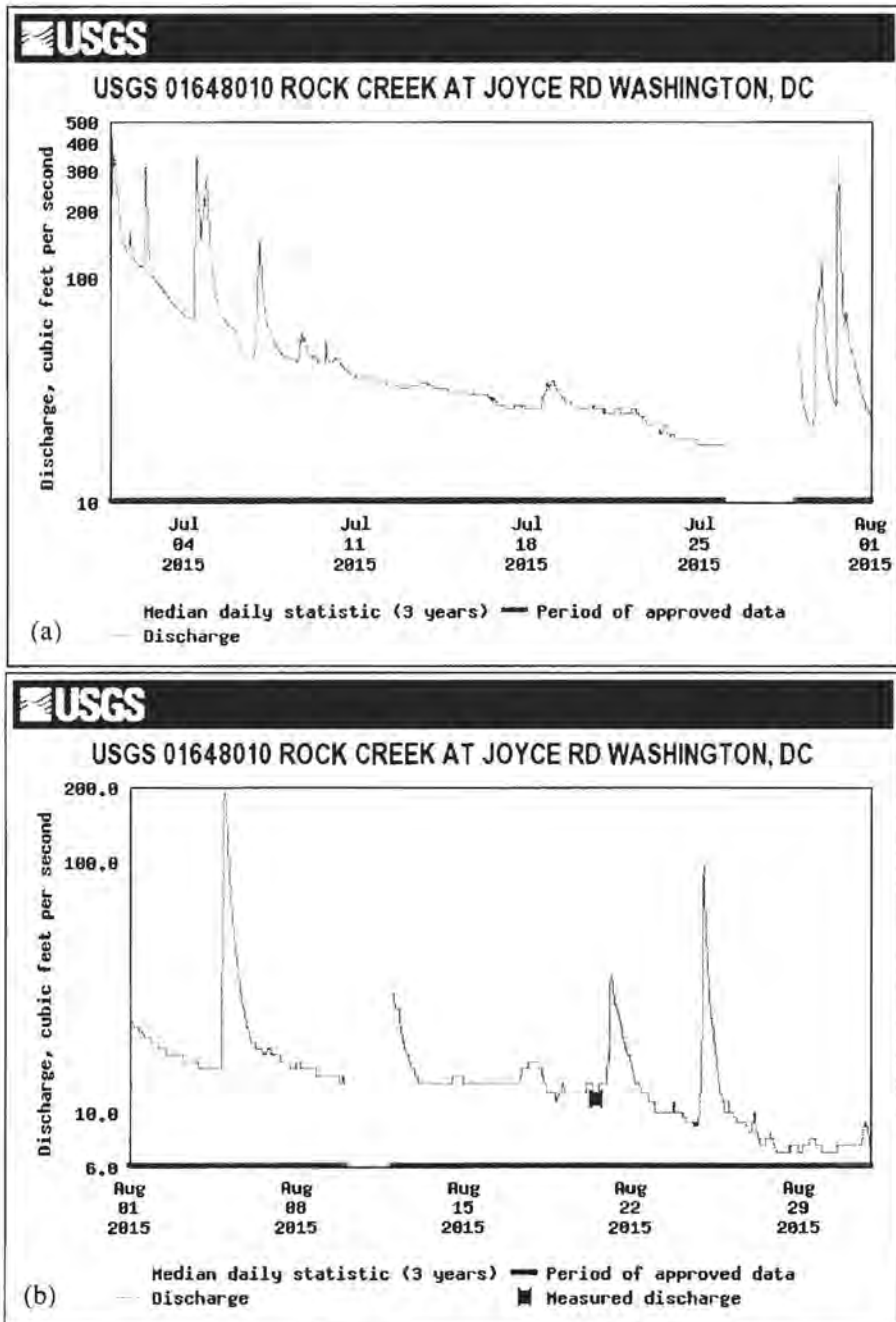 USGS
USGS 01648010 ROCK CREEK AT JOYCE RD WASHINGTON, DC
Discharge, cubic feet per second
500
400
300
200
100
10
Jul Jul Jul Jul Aug
04 11 18 25 01
2015 2015 2015 2015 2015
Median daily statistic (3 years) Period of approved data
(a) Discharge
USGS
USGS 01648010 ROCK CREEK AT JOYCE RD WASHINGTON, DC
Discharge, cubic feet per second
200.0
100.0
10.0
6.0
Aug Aug Aug Aug Aug
01 08 15 22 29
2015 2015 2015 2015 2015
Median daily statistic (3 years) Period of approved data
(b) Discharge Measured discharge